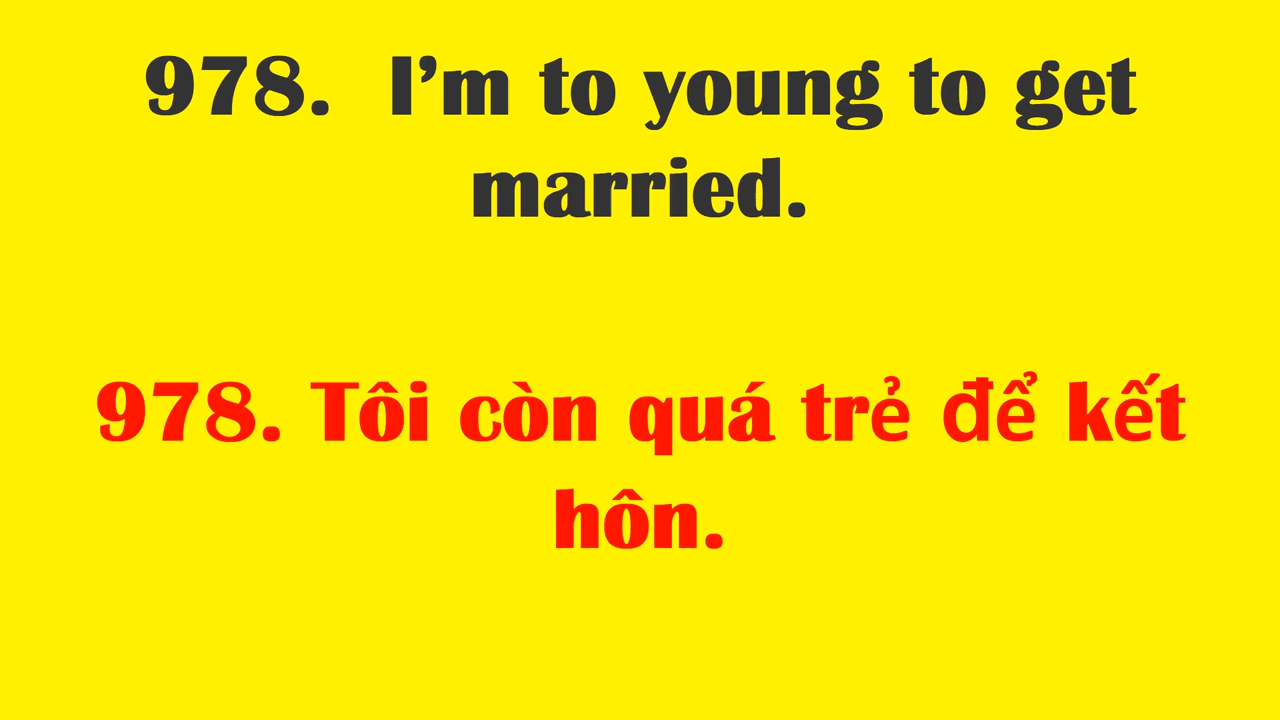 978.  I’m to young to get
married.
978. Tôi còn quá trẻ để kết
hôn.